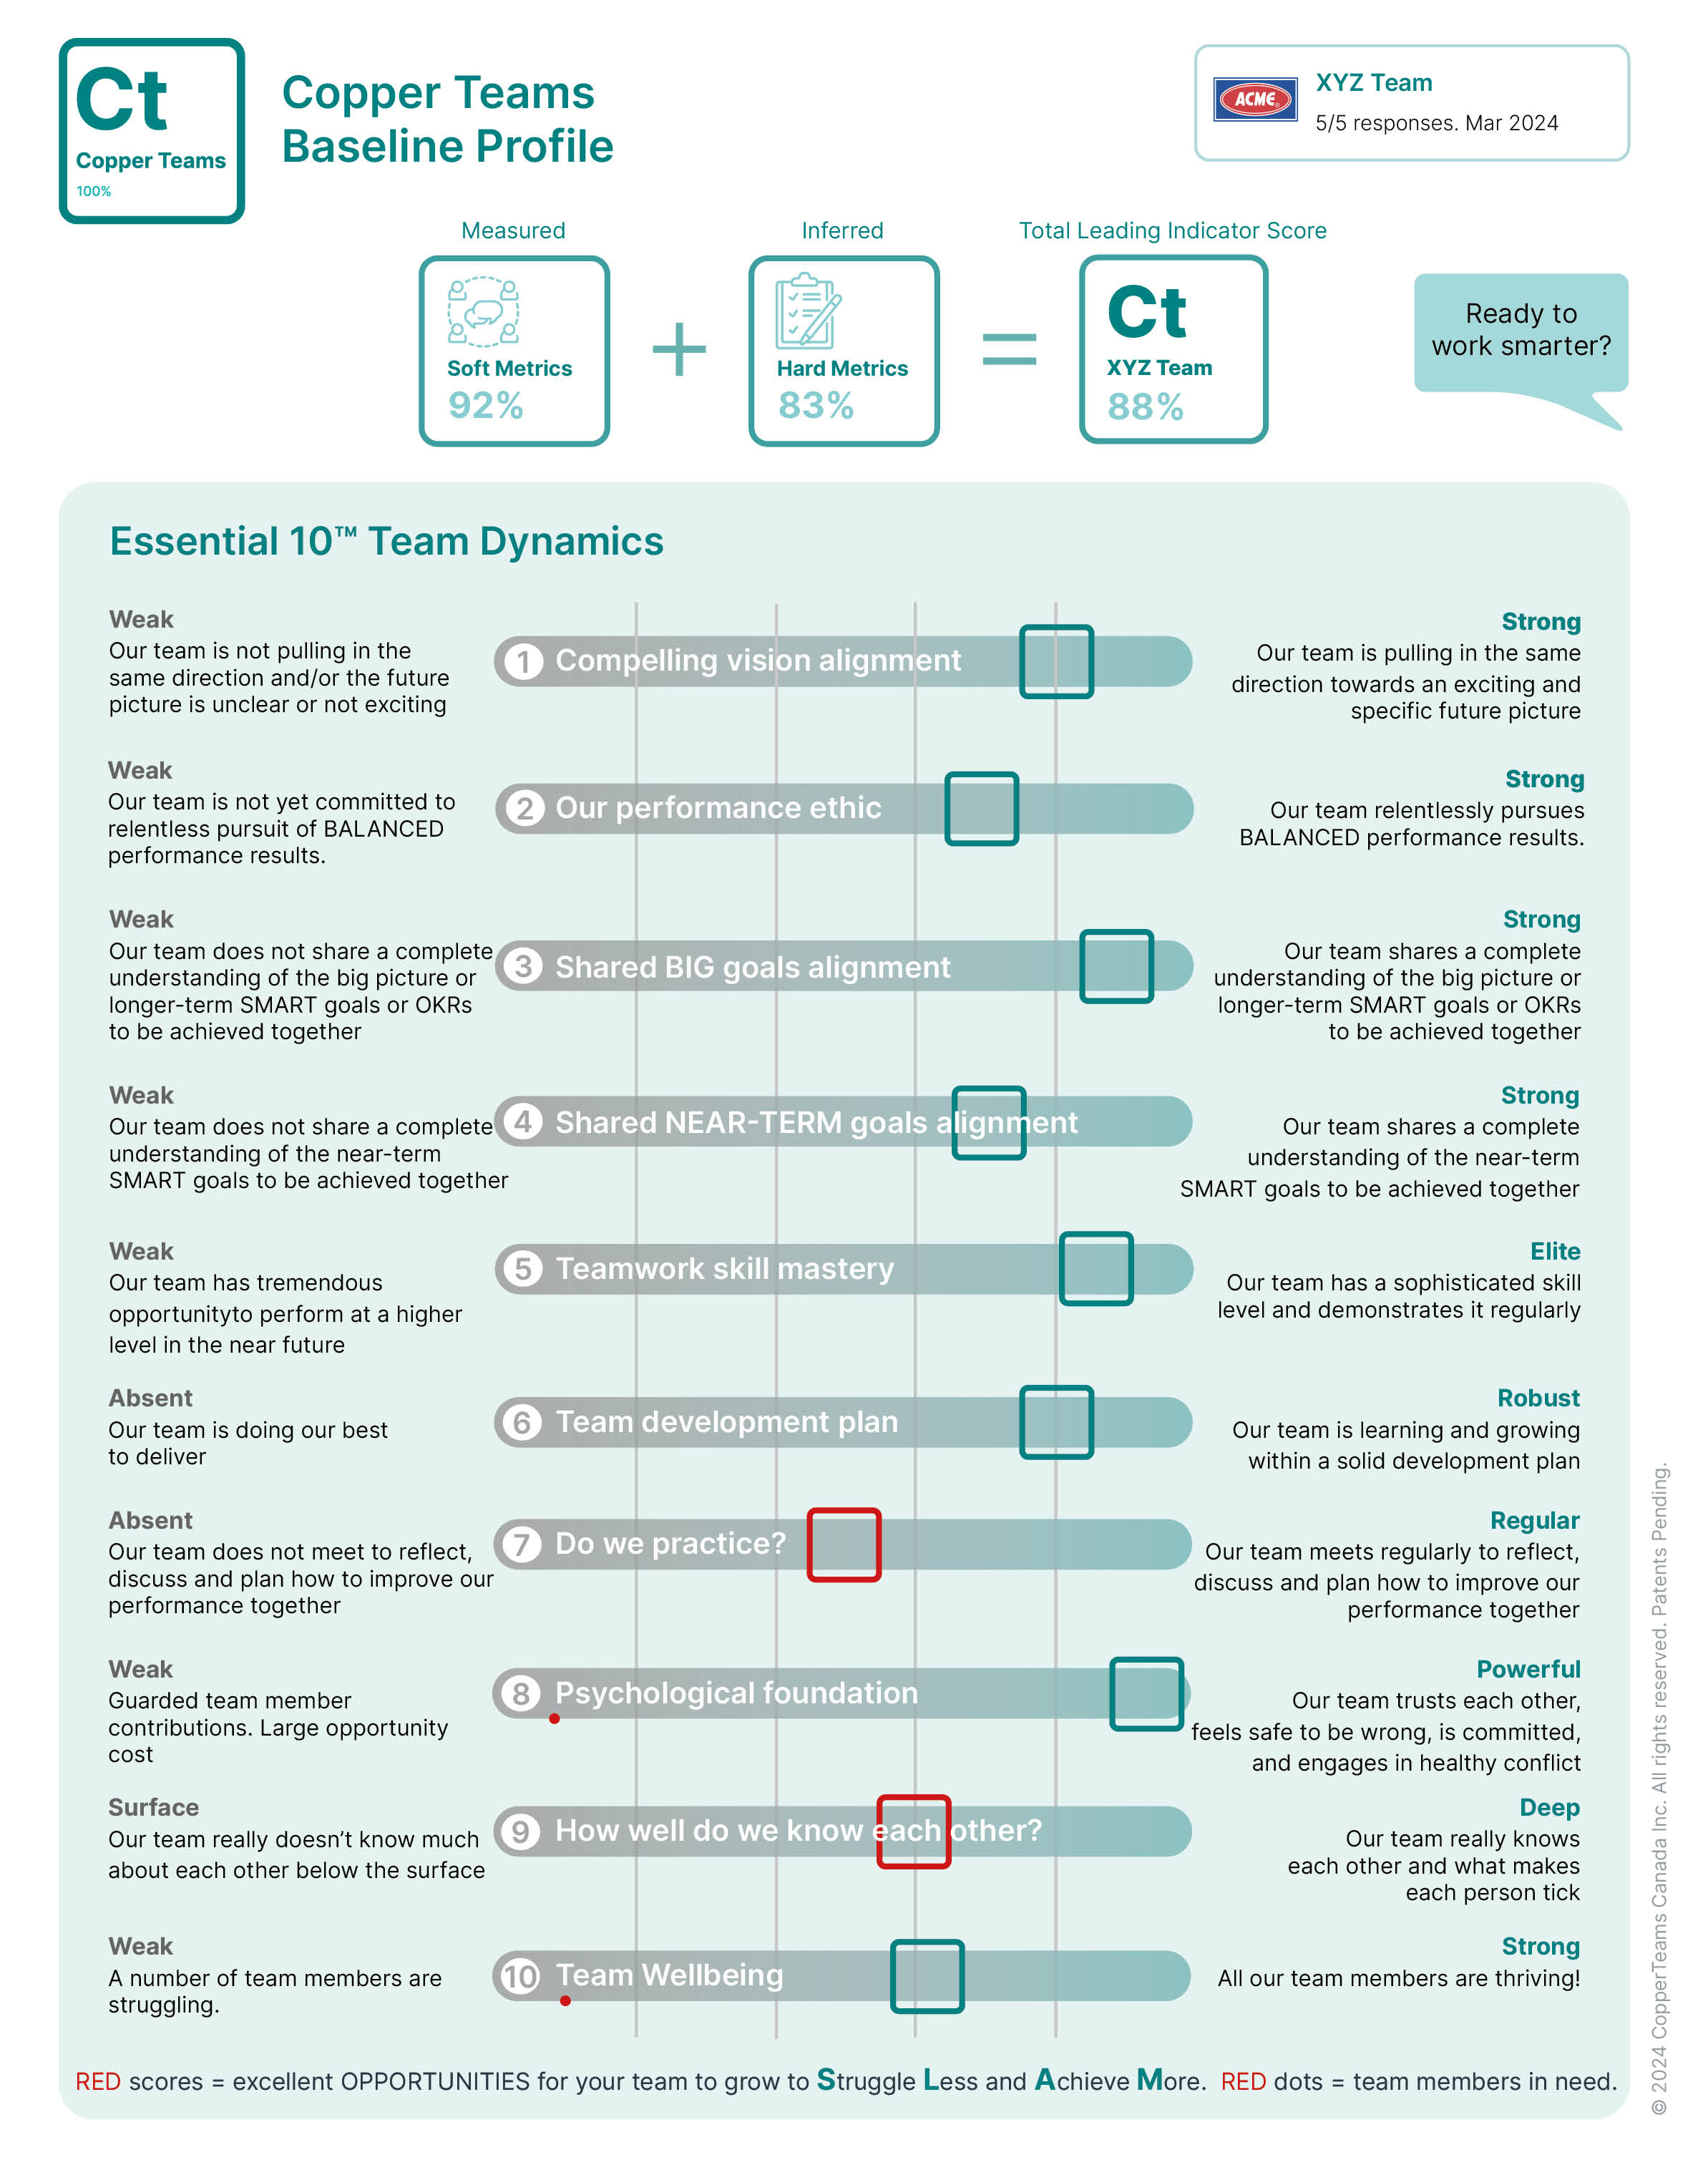 Ct
Copper Teams
100%
Copper Teams
Baseline Profile
ACME
XYZ Team
5/5 responses. Mar 2024
Measured
Soft Metrics
92%
+
Inferred
Hard Metrics
83%
=
Total Leading Indicator Score
Ct
XYZ Team
88%
Ready to
work smarter?
Essential 10™ Team Dynamics
Weak
Our team is not pulling in the
same direction and/or the future
picture is unclear or not exciting
1 Compelling vision alignment
Strong
Our team is pulling in the same
direction towards an exciting and
specific future picture
Weak
Our team is not yet committed to
relentless pursuit of BALANCED
performance results.
2 Our performance ethic
Strong
Our team relentlessly pursues
BALANCED performance results.
Weak
Our team does not share a complete
understanding of the big picture or
longer-term SMART goals or OKRs
to be achieved together
3 Shared BIG goals alignment
Strong
Our team shares a complete
understanding of the big picture or
longer-term SMART goals or OKRs
to be achieved together
Weak
Our team does not share a complete
understanding of the near-term
SMART goals to be achieved together
4 Shared NEAR-TERM goals alignment
Strong
Our team shares a complete
understanding of the near-term
SMART goals to be achieved together
Weak
Our team has tremendous
opportunityto perform at a higher
level in the near future
5 Teamwork skill mastery
Elite
Our team has a sophisticated skill
level and demonstrates it regularly
Absent
Our team is doing our best
to deliver
6 Team development plan
Robust
Our team is learning and growing
within a solid development plan
Absent
Our team does not meet to reflect,
discuss and plan how to improve our
performance together
7 Do we practice?
Regular
Our team meets regularly to reflect,
discuss and plan how to improve our
performance together
Weak
Guarded team member
contributions. Large opportunity
cost
8 Psychological foundation
Powerful
Our team trusts each other,
feels safe to be wrong, is committed,
and engages in healthy conflict
Surface
Our team really doesn’t know much
about each other below the surface
9 How well do we know each other?
Deep
Our team really knows
each other and what makes
each person tick
Weak
A number of team members are
struggling.
10 Team Wellbeing
Strong
All our team members are thriving!
RED scores = excellent OPPORTUNITIES for your team to grow to Struggle Less and Achieve More. RED dots = team members in need.
© 2024 CopperTeams Canada Inc. All rights reserved. Patents Pending.